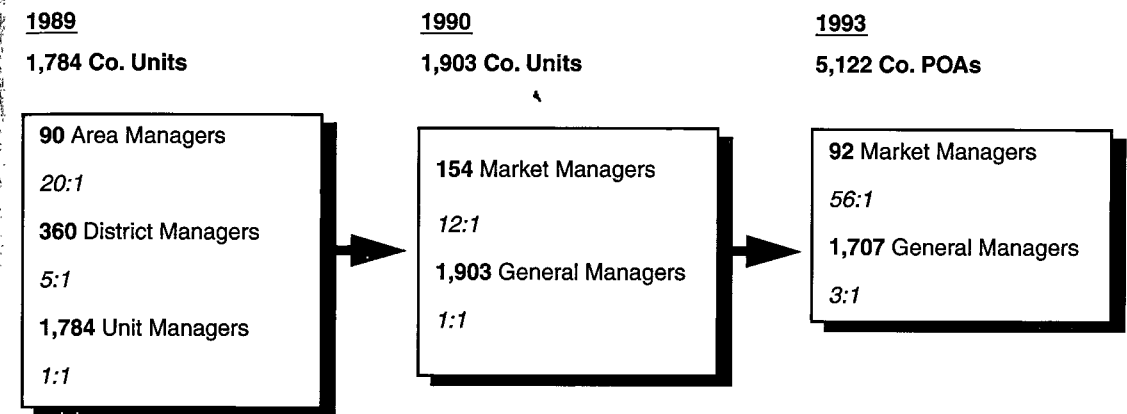 1989
1,784 Co. Units
90 Area Managers
20:1
360 District Managers
5:1
1,784 Unit Managers
1:1
1990
1,903 Co. Units
154 Market Managers
12:1
1,903 General Managers
1:1
1993
5,122 Co. POAs
92 Market Managers
56:1
1,707 General Managers
3:1